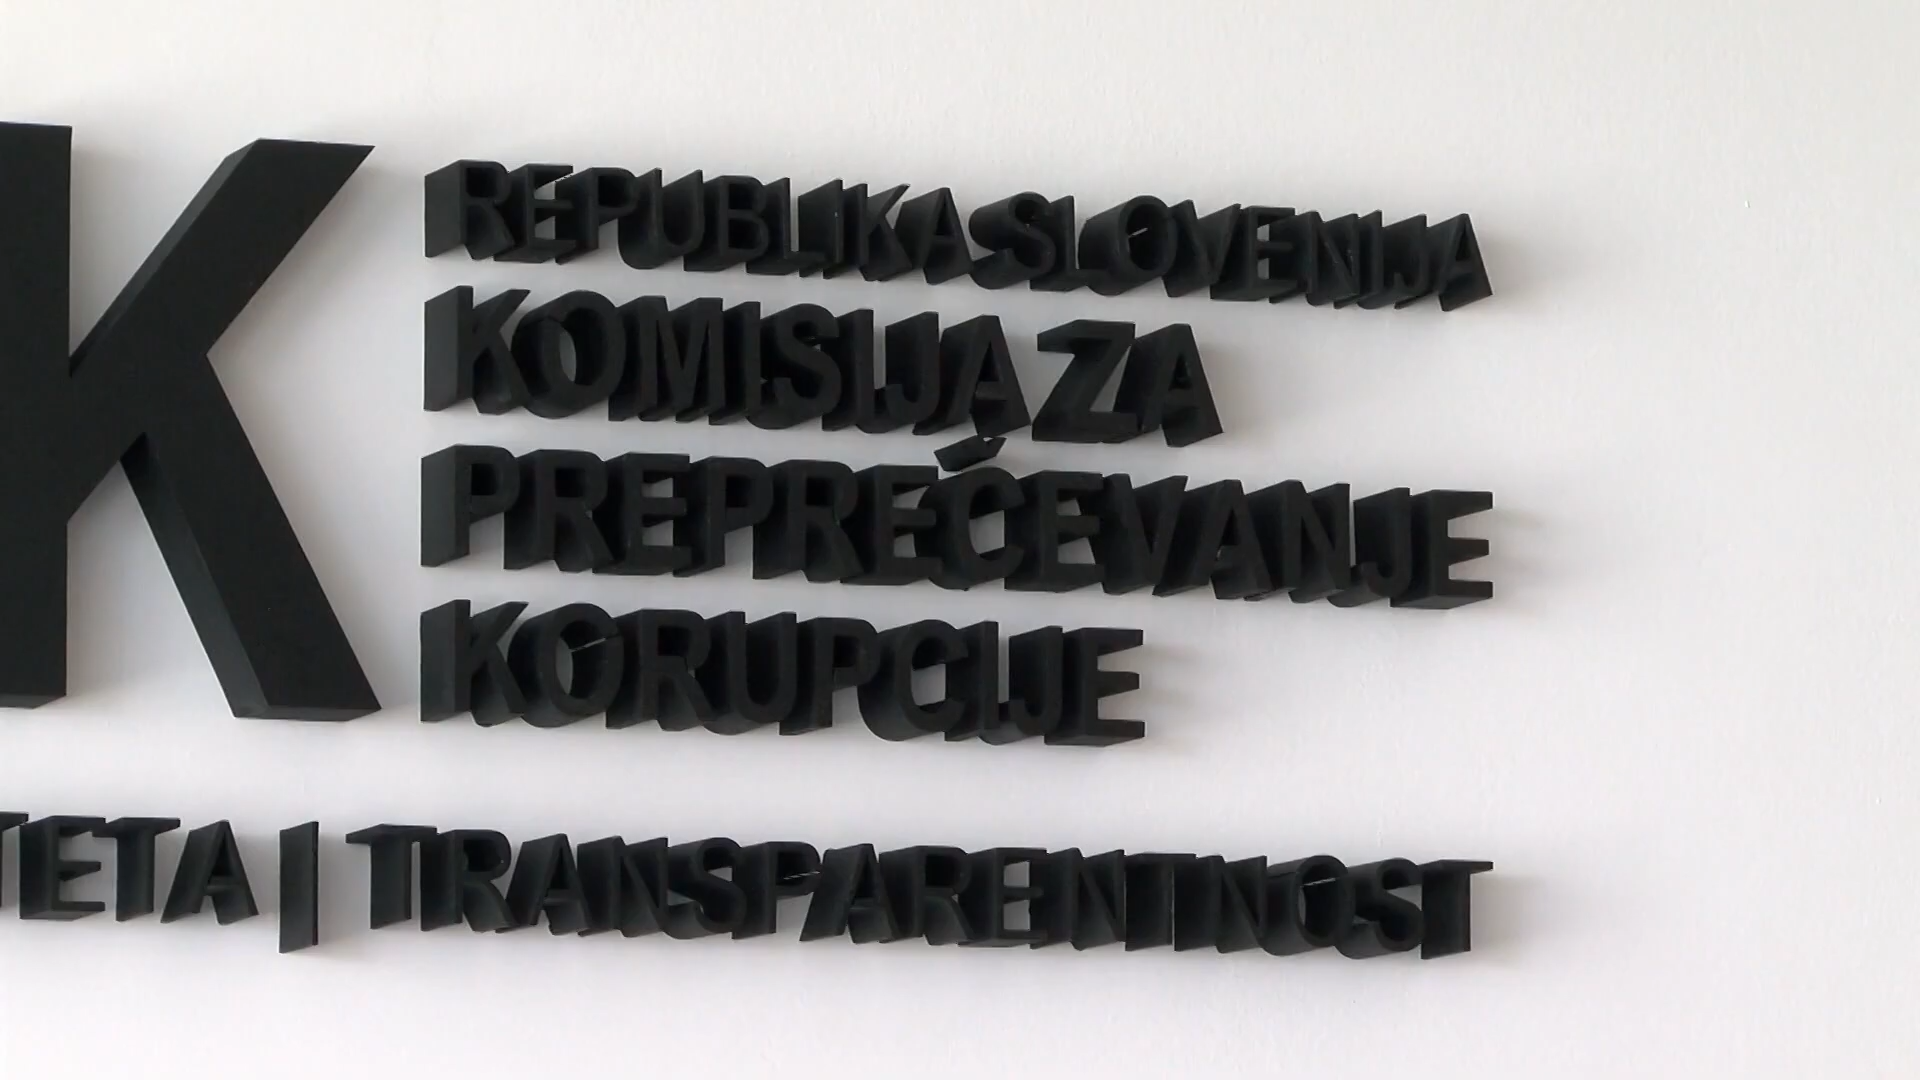 K
REPUBLIKA SLOVENIJA
KOMISIJA ZA
PREPREČEVANJE
KORUPCIJE
TETA | TRANSPARENTNOST